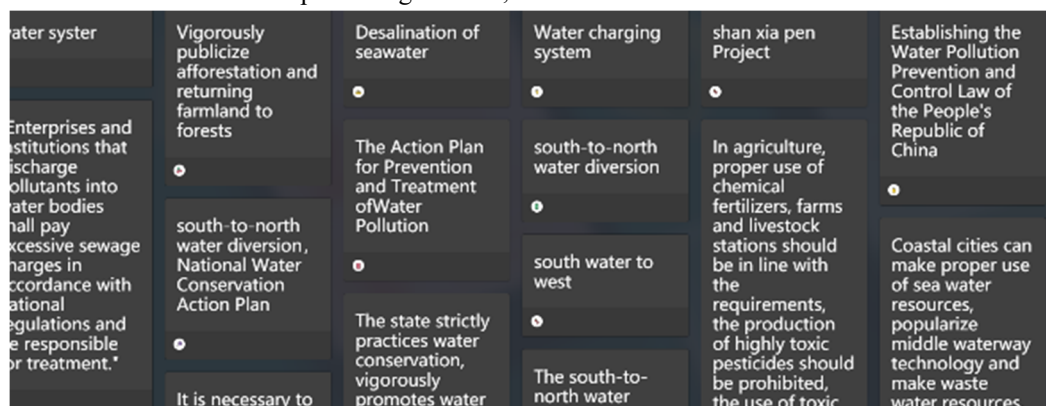 ater syster
Enterprises and
stitutions that
ischarge
ollutants into
ater bodies
hall pay
xcessive sewage
harges in
ccordance with
ational
egulations and
e responsible
or treatment."
Vigorously
publicize
afforestation and
returning
farmland to
forests
south-to-north
water diversion,
National Water
Conservation
Action Plan
It is necessary to
Desalination of
seawater
The Action Plan
for Prevention
and Treatment
ofWater
Pollution
The state strictly
practices water
conservation,
vigorously
promotes water
Water charging
system
south-to-north
water diversion
south water to
west
The south-to-
north water
shan xia pen
Project
In agriculture,
proper use of
chemical
fertilizers, farms
and livestock
stations should
be in line with
the
requirements,
the production
of highly toxic
pesticides should
be prohibited,
the use of toxic
Establishing the
Water Pollution
Prevention and
Control Law of
the People's
Republic of
China
Coastal cities can
make proper use
of sea water
resources,
popularize
middle waterway
technology and
make waste
water resources